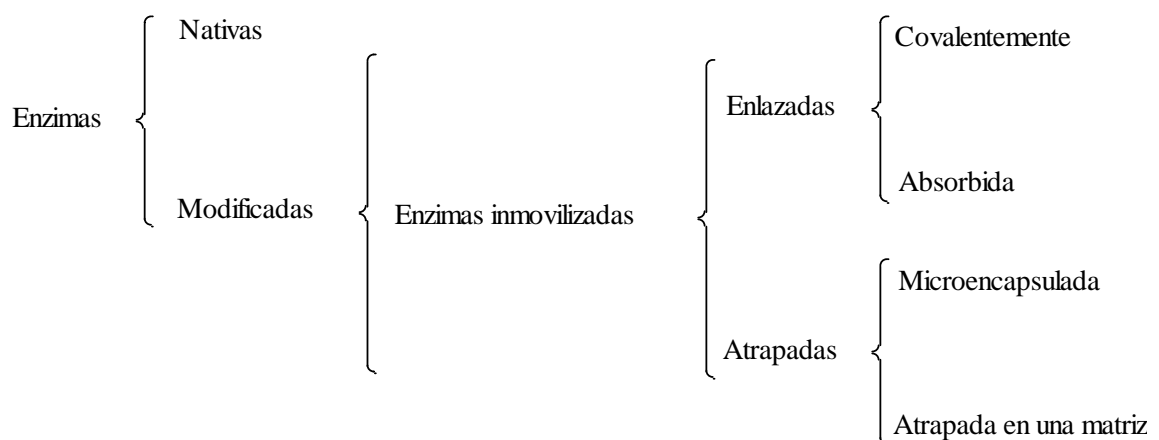 Enzimas
Nativas
Modificadas
Enzimas inmovilizadas
Enlazadas
Covalentemente
Absorbida
Atrapadas
Microencapsulada
Atrapada en una matriz